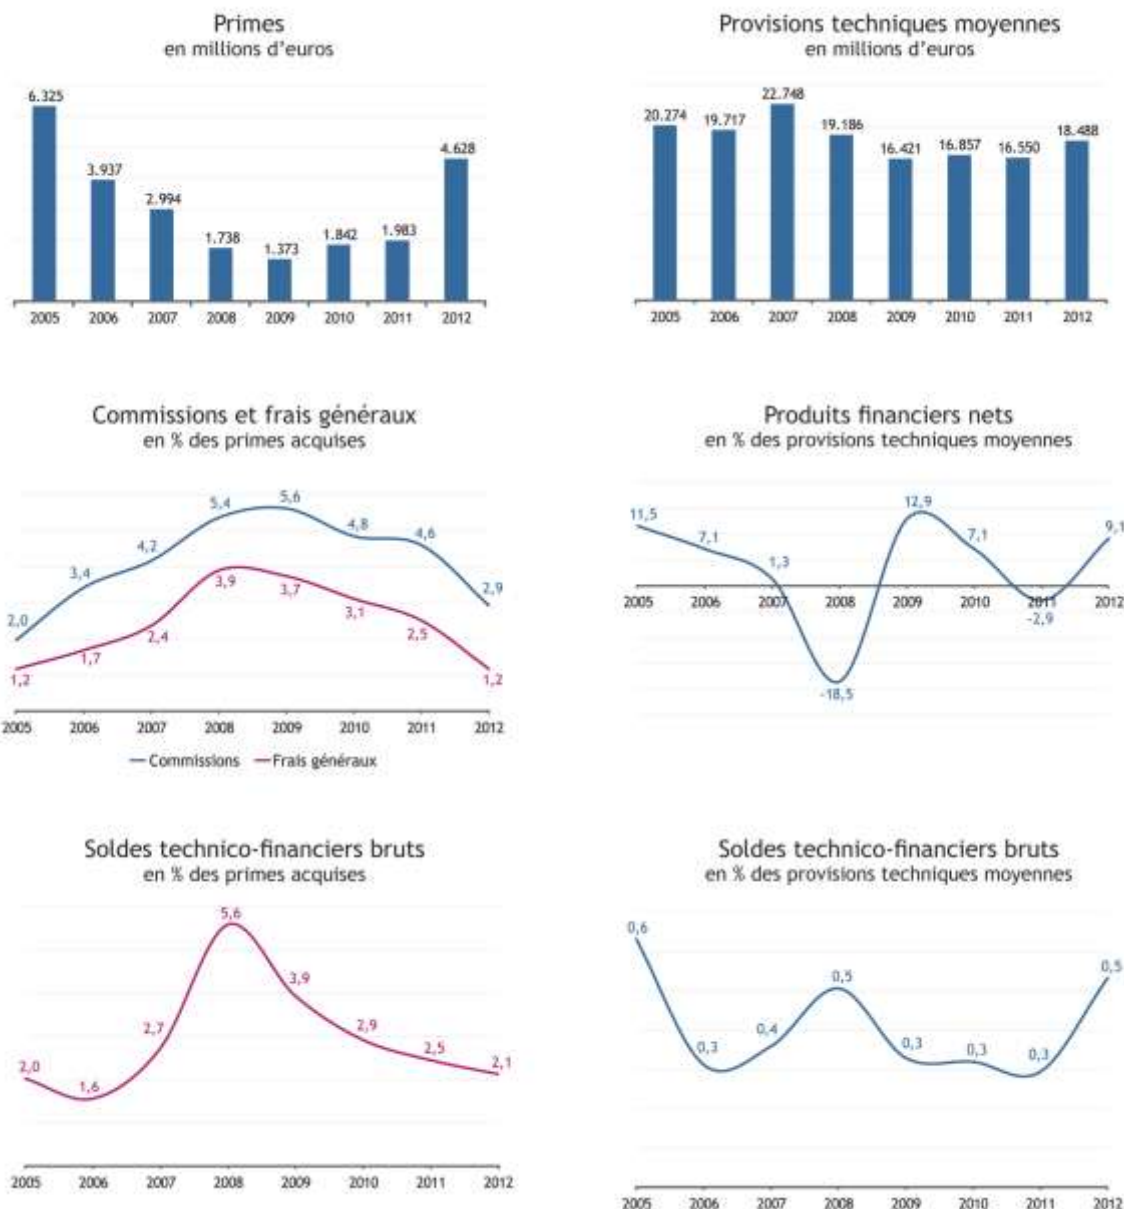 Primes
en millions d'euros
6.325
3.937
2.994
1.738
1.373
1.842
1.983
4.628
2005 2006 2007 2008 2009 2010 2011 2012
Provisions techniques moyennes
en millions d'euros
20.274
19.717
22.748
19.186
16.421
16.857
16.550
18.488
2005 2006 2007 2008 2009 2010 2011 2012
Commissions et frais généraux
en % des primes acquises
2,0
3,4
4,2
5,4
5,6
4,8
4,6
2,9
1,2
1,7
2,4
3,9
3,7
3,1
2,5
1,2
2005 2006 2007 2008 2009 2010 2011 2012
Commissions Frais généraux
Produits financiers nets
en % des provisions techniques moyennes
11,5
7,1
1,3
-18,5
12,9
7,1
-2,9
9,1
2005 2006 2007 2008 2009 2010 2011 2012
Soldes technico-financiers bruts
en % des primes acquises
2,0
1,6
2,7
5,6
3,9
2,9
2,5
2,1
2005 2006 2007 2008 2009 2010 2011 2012
Soldes technico-financiers bruts
en % des provisions techniques moyennes
0,6
0,3
0,4
0,5
0,3
0,3
0,3
0,5
2005 2006 2007 2008 2009 2010 2011 2012